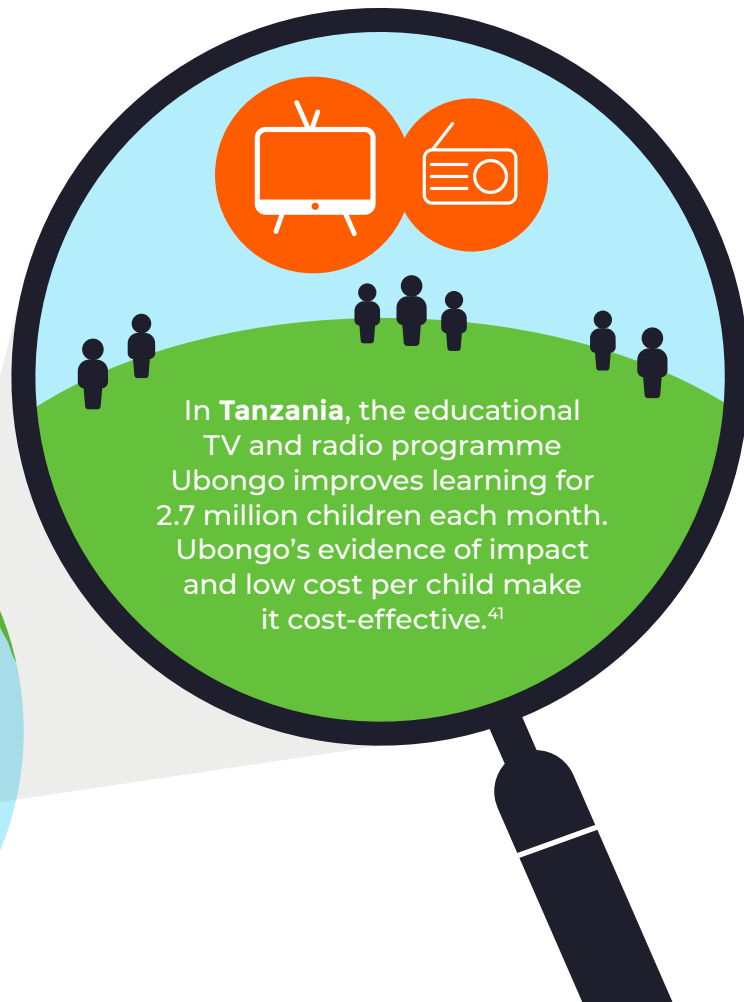 In Tanzania, the educational
TV and radio programme
Ubongo improves learning for
2.7 million children each month.
Ubongo’s evidence of impact
and low cost per child make
it cost-effective.41